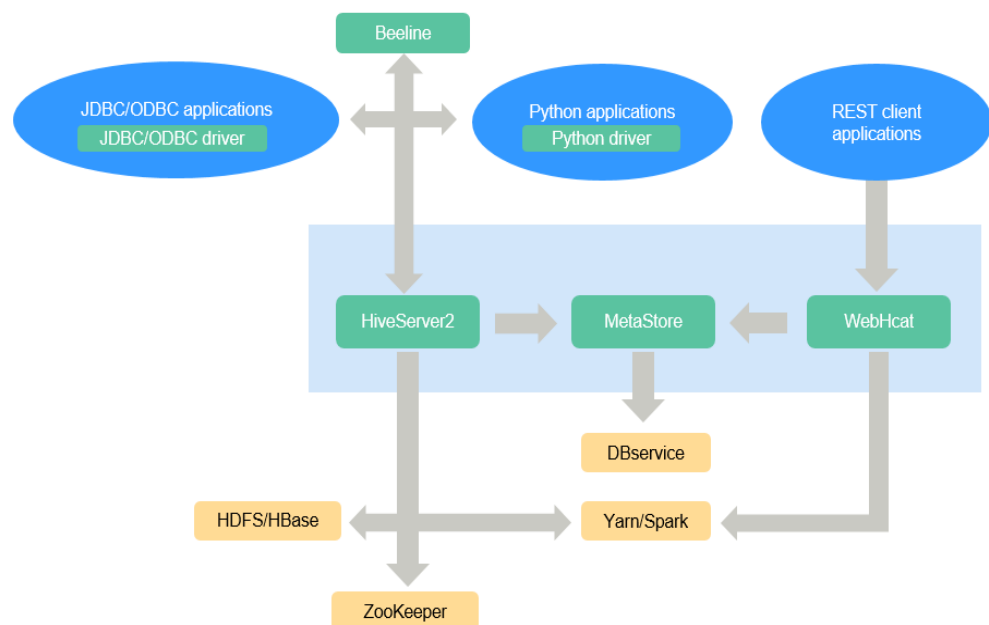 Beeline
JDBC/ODBC applications
JDBC/ODBC driver
Python applications
Python driver
REST client
applications
HiveServer2
MetaStore
WebHcat
DBservice
HDFS/HBase
Yarn/Spark
ZooKeeper